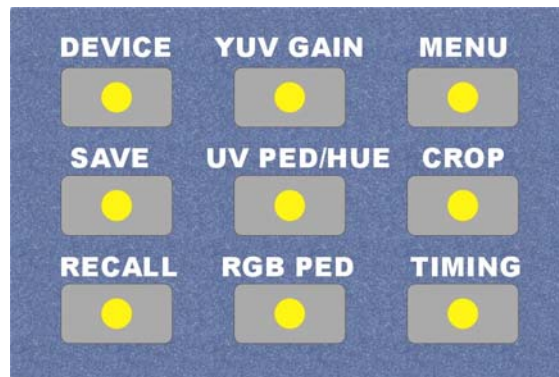 DEVICE YUV GAIN MENU
SAVE UV PED/HUE CROP
RECALL RGB PED TIMING